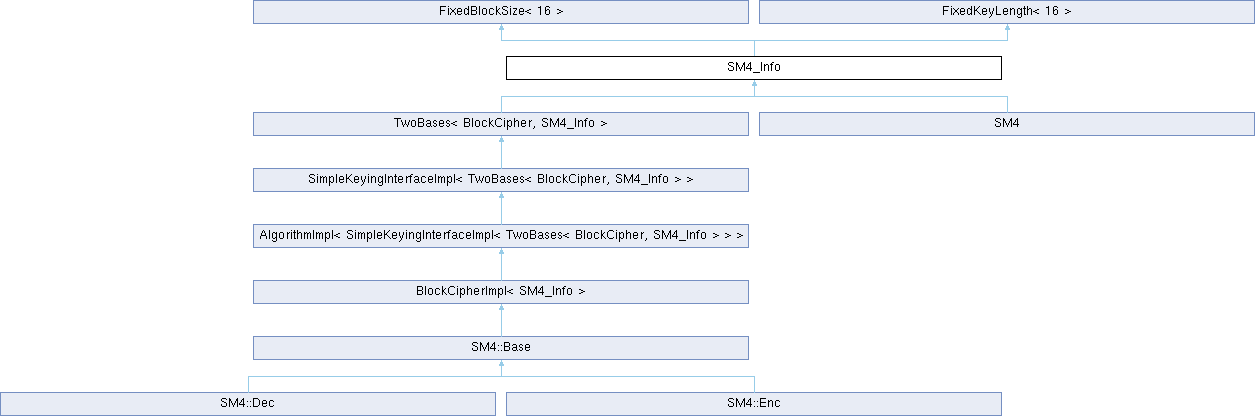 FixedBlockSize< 16 >
FixedKeyLength< 16 >
SM4_Info
TwoBases< BlockCipher, SM4_Info >
SM4
SimpleKeyingInterfaceImpl< TwoBases< BlockCipher, SM4_Info > >
AlgorithmImpl< SimpleKeyingInterfaceImpl< TwoBases< BlockCipher, SM4_Info > > >
BlockCipherImpl< SM4_Info >
SM4::Base
SM4::Dec
SM4::Enc